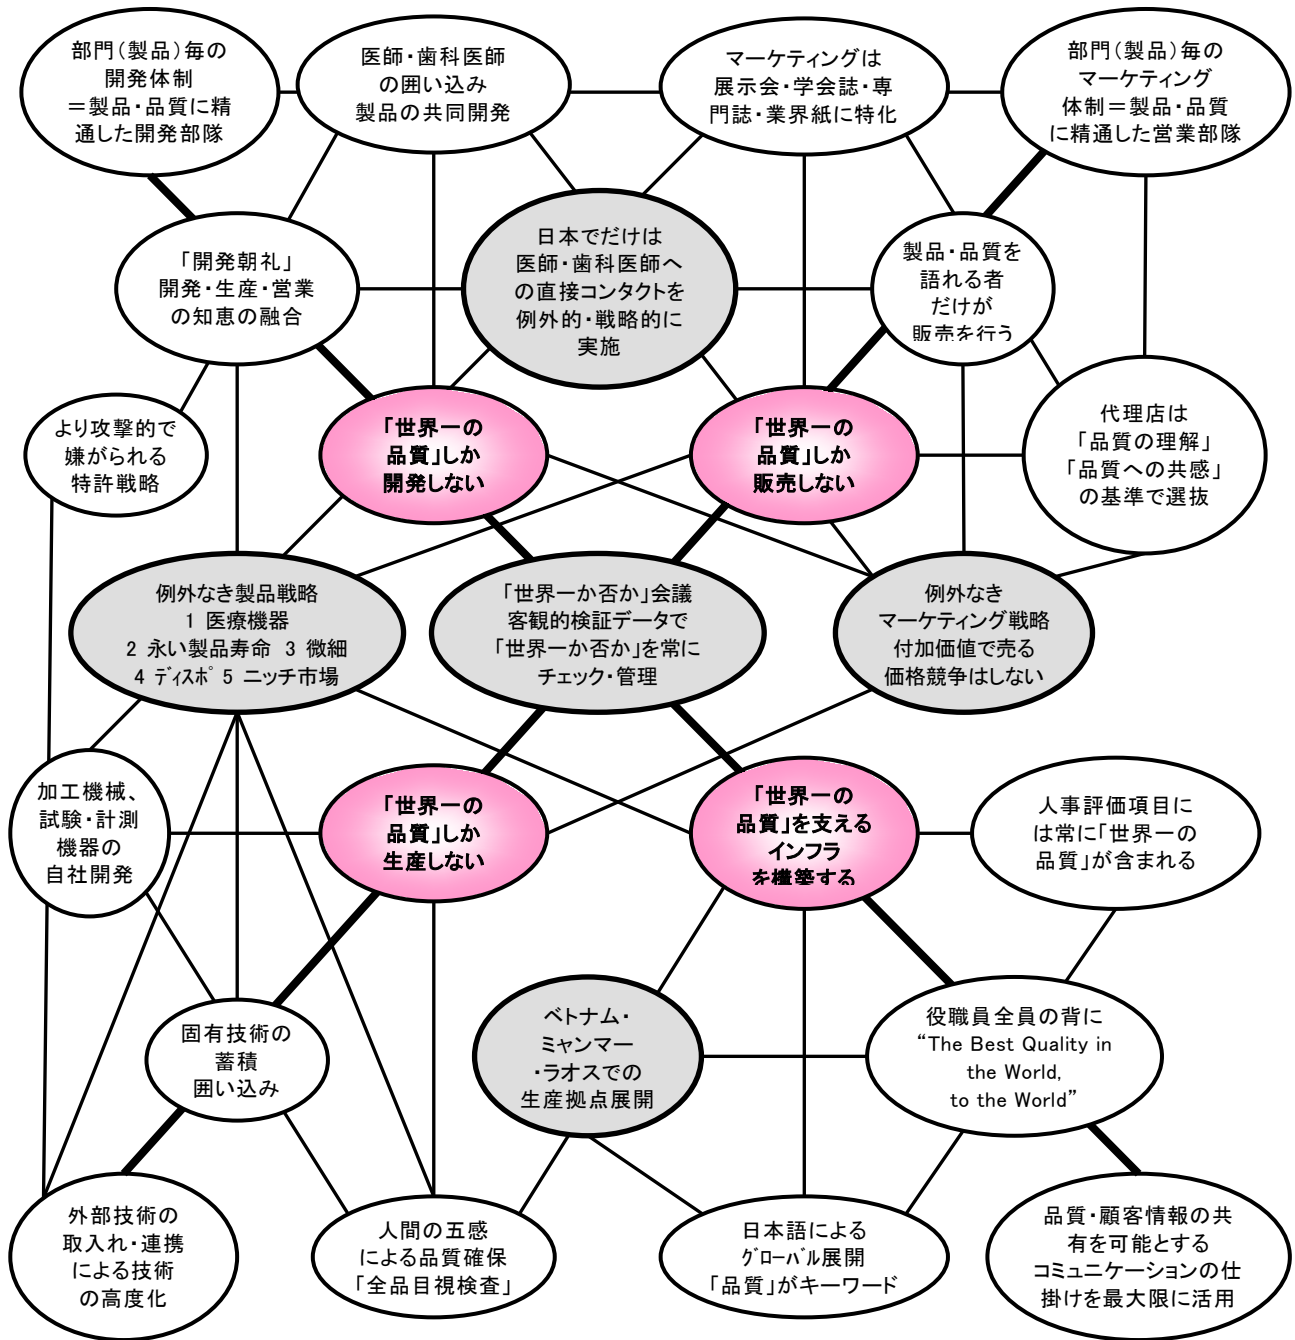 部門(製品)毎の
開発体制
=製品・品質に精
通した開発部隊
医師・歯科医師
の囲い込み
製品の共同開発
マーケティングは
展示会・学会誌・専
門誌・業界紙に特化
部門(製品)毎の
マーケティング
体制=製品・品質
に精通した営業部隊
「開発朝礼」
開発・生産・営業
の知恵の融合
日本でだけは
医師・歯科医師へ
の直接コンタクトを
例外的・戦略的に
実施
製品・品質を
語れる者
だけが
販売を行う
より攻撃的で
嫌がられる
特許戦略
「世界一の
品質」しか
開発しない
「世界一の
品質」しか
販売しない
代理店は
「品質の理解」
「品質への共感」
の基準で選抜
例外なき製品戦略
1 医療機器
2 永い製品寿命 3 微細
4 ディスポ 5 ニッチ市場
「世界一か否か」会議
客観的検証データで
「世界一か否か」を常に
チェック・管理
例外なき
マーケティング戦略
付加価値で売る
価格競争はしない
加工機械、
試験・計測
機器の
自社開発
「世界一の
品質」しか
生産しない
「世界一の
品質」を支える
インフラ
を構築する
人事評価項目に
は常に「世界一の
品質」が含まれる
固有技術の
蓄積
囲い込み
ベトナム・
ミャンマー
・ラオスでの
生産拠点展開
役職員全員の背に
“The Best Quality in
the World,
to the World”
外部技術の
取入れ・連携
による技術
の高度化
人間の五感
による品質確保
「全品目視検査」
日本語による
グローバル展開
「品質」がキーワード
品質・顧客情報の共
有を可能とする
コミュニケーションの仕
掛けを最大限に活用